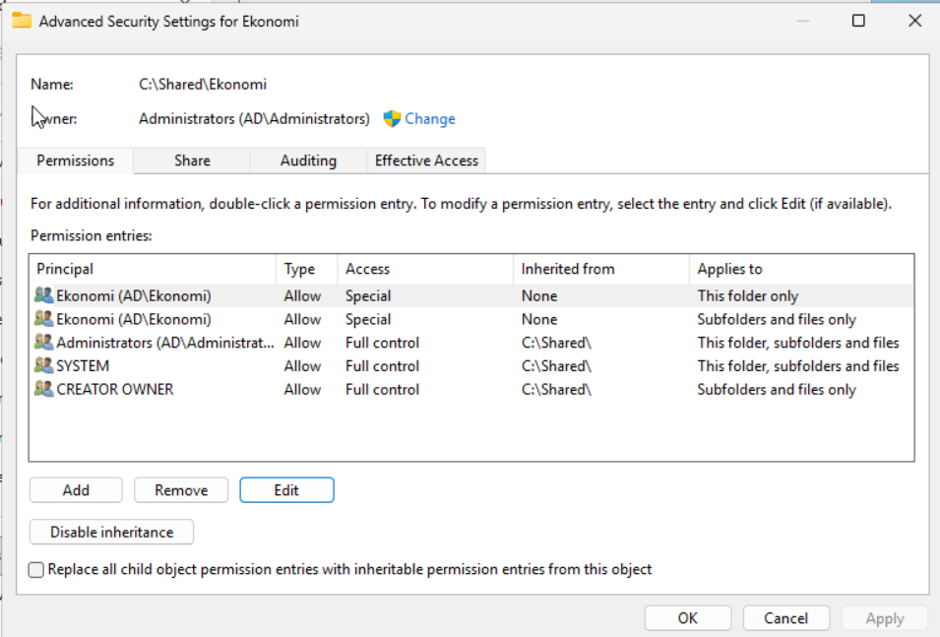 Advanced Security Settings for Ekonomi
Name: C:\Shared\Ekonomi
Owner: Administrators (AD\Administrators) Change
Permissions Share Auditing Effective Access
For additional information, double-click a permission entry. To modify a permission entry, select the entry and click Edit (if available).
Permission entries:
Principal Type Access Inherited from Applies to
Ekonomi (AD\Ekonomi) Allow Special None This folder only
Ekonomi (AD\Ekonomi) Allow Special None Subfolders and files only
Administrators (AD\Administrat... Allow Full control C:\Shared\ This folder, subfolders and files
SYSTEM Allow Full control C:\Shared\ This folder, subfolders and files
CREATOR OWNER Allow Full control C:\Shared\ Subfolders and files only
Add Remove Edit
Disable inheritance
Replace all child object permission entries with inheritable permission entries from this object
OK Cancel Apply